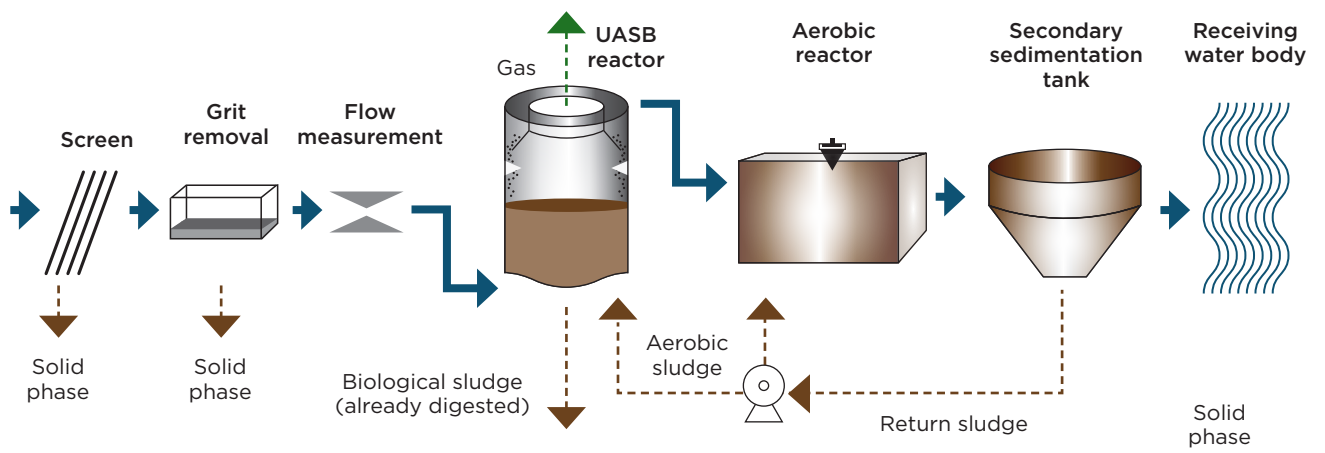 Screen
Grit
removal
Flow
measurement
Gas
UASB
reactor
Aerobic
reactor
Secondary
sedimentation
tank
Receiving
water body
Solid
phase
Solid
phase
Biological sludge
(already digested)
Aerobic
sludge
Return sludge
Solid
phase